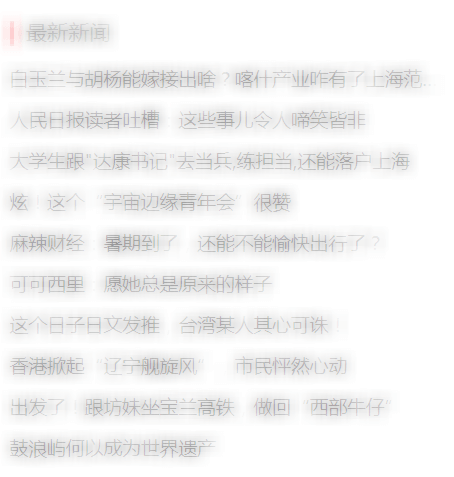 最新新闻
白玉兰与胡杨能嫁接出啥？喀什产业咋有了上海范..
人民日报读者吐槽 这些事儿令人啼笑皆非
大学生跟"达康书记"去当兵,练担当,还能落户上海
炫！这个“宇宙边缘青年会”很赞
麻辣财经 暑期到了 还能不能愉快出行了？
可可西里 愿她总是原来的样子
这个日子日文发推 台湾某人其心可诛！
香港掀起“辽宁舰旋风” 市民怦然心动
出发了！跟坊妹坐宝兰高铁 做回“西部牛仔”
鼓浪屿何以成为世界遗产